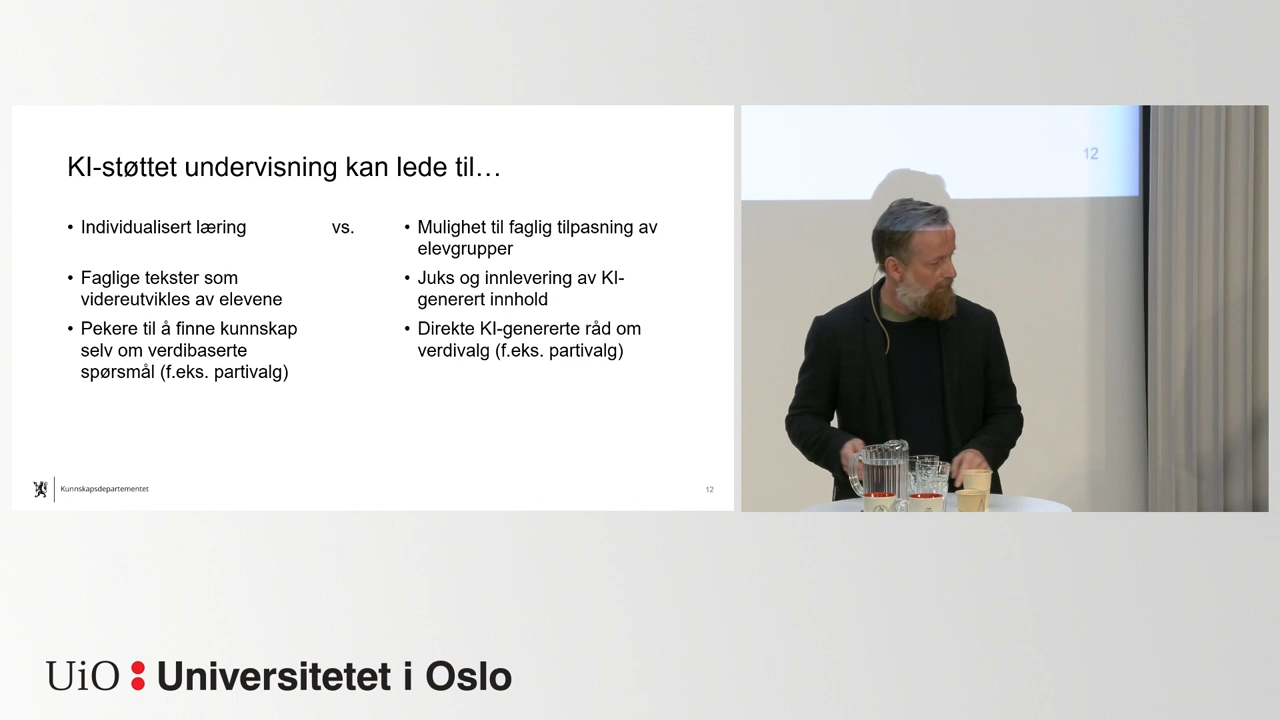 KI-støttet undervisning kan lede til…
• Individualisert læring
vs.
• Mulighet til faglig tilpasning av
elevgrupper
• Faglige tekster som
videreutvikles av elevene
• Juks og innlevering av KI-
generert innhold
• Pekere til å finne kunnskap
selv om verdibaserte
spørsmål (f.eks. partivalg)
• Direkte KI-genererte råd om
verdivalg (f.eks. partivalg)
Kunnskapsdepartementet
12
12
UiO : Universitetet i Oslo